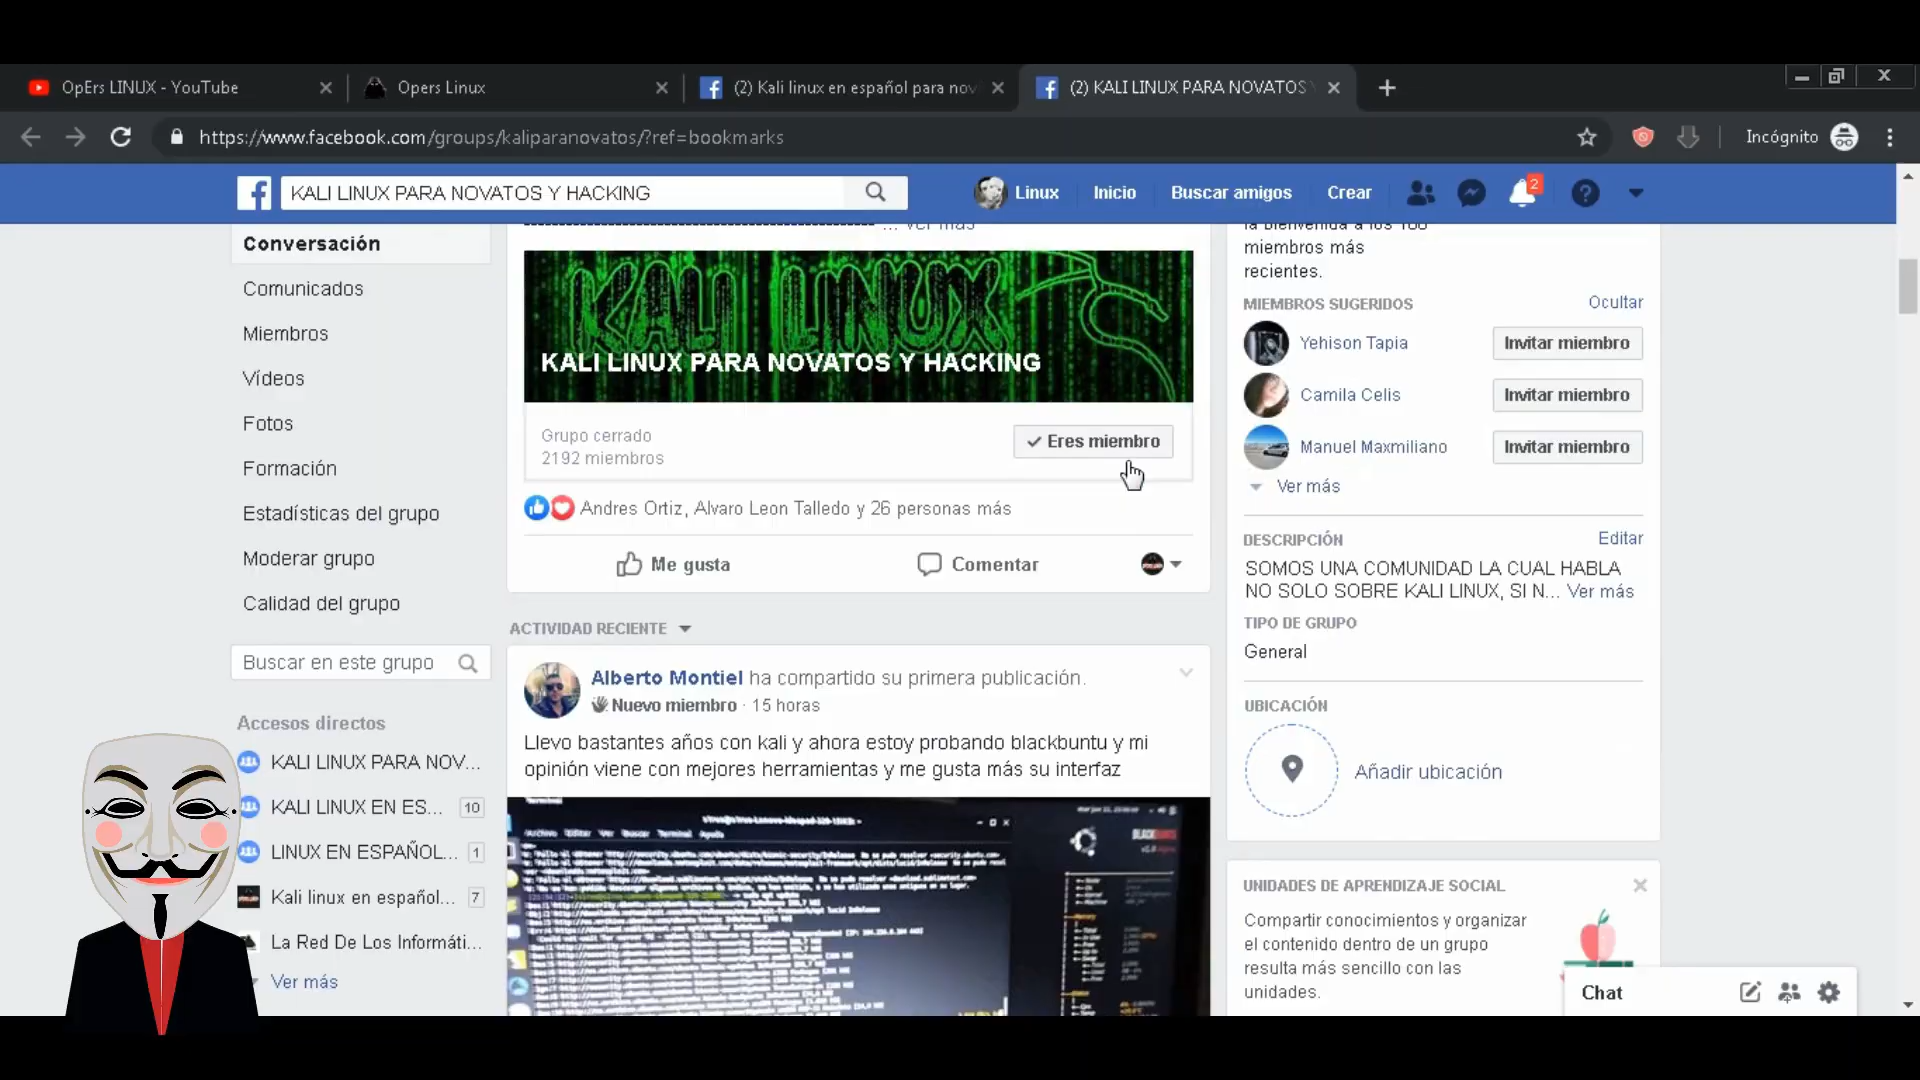 OpErs LINUX - YouTube
Opers Linux
(2) Kali linux en español para nov
(2) KALI LINUX PARA NOVATOS Y
https://www.facebook.com/groups/kaliparanovatos/?ref=bookmarks
Incógnito
KALI LINUX PARA NOVATOS Y HACKING
Linux
Inicio
Buscar amigos
Crear
2
Conversación
Comunicados
Miembros
Vídeos
Fotos
Formación
Estadísticas del grupo
Moderar grupo
Calidad del grupo
Buscar en este grupo
Accesos directos
KALI LINUX PARA NOV...
KALI LINUX EN ES... 10
LINUX EN ESPAÑOL... 1
Kali linux en español... 7
La Red De Los Informáti...
Ver más
... Ver más
KALI LINUX
KALI LINUX PARA NOVATOS Y HACKING
Grupo cerrado
2192 miembros
Eres miembro
Andres Ortiz, Alvaro Leon Talledo y 26 personas más
Me gusta
Comentar
ACTIVIDAD RECIENTE
Alberto Montiel ha compartido su primera publicación.
Nuevo miembro · 15 horas
Llevo bastantes años con kali y ahora estoy probando blackbuntu y mi
opinión viene con mejores herramientas y me gusta más su interfaz
la bienvenida a los 100
miembros más
recientes.
MIEMBROS SUGERIDOS
Ocultar
Yehison Tapia
Invitar miembro
Camila Celis
Invitar miembro
Manuel Maxmiliano
Invitar miembro
Ver más
DESCRIPCIÓN
Editar
SOMOS UNA COMUNIDAD LA CUAL HABLA
NO SOLO SOBRE KALI LINUX, SI N... Ver más
TIPO DE GRUPO
General
UBICACIÓN
Añadir ubicación
UNIDADES DE APRENDIZAJE SOCIAL
Compartir conocimientos y organizar
el contenido dentro de un grupo
resulta más sencillo con las
unidades.
Chat